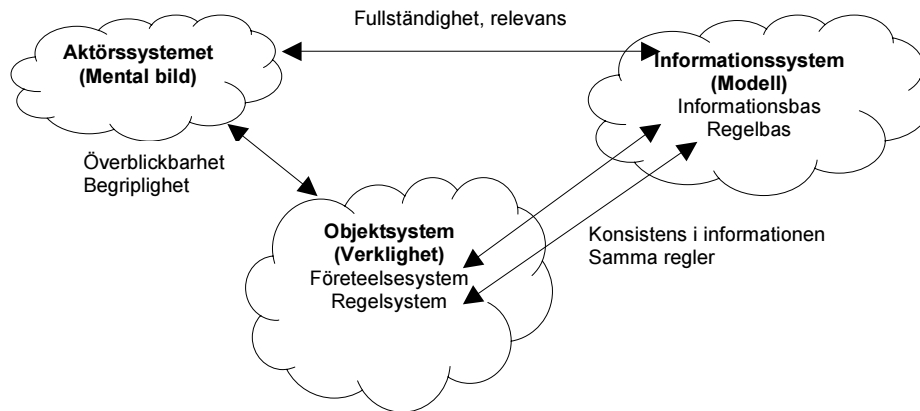 Fullständighet, relevans
Aktörssystemet
(Mental bild)
Informationssystem
(Modell)
Informationsbas
Regelbas
Överblickbarhet
Begriplighet
Objektsystem
(Verklighet)
Företeelsesystem
Regelsystem
Konsistens i informationen
Samma regler